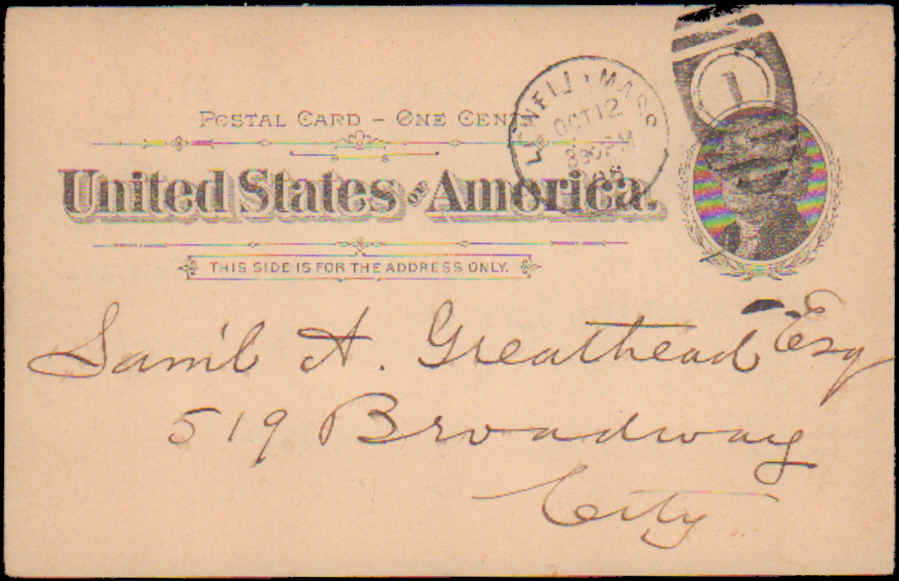 POSTAL CARD – ONE CENT
United States OF America.
THIS SIDE IS FOR THE ADDRESS ONLY.
LOWELL. MASS
OCT 12
1
Sam'l A. Greathead Esq
519 Broadway
City